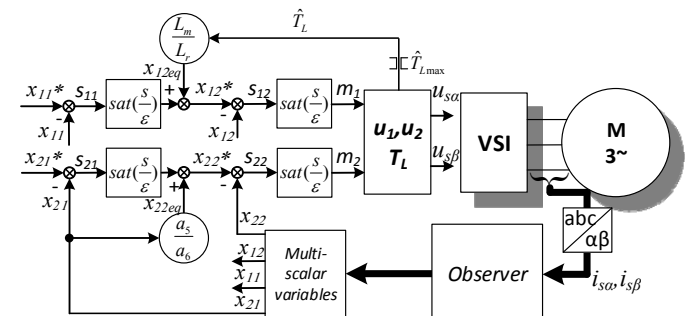 L_m / L_r
T̂_L
T̂_Lmax
x_11* s_11 sat(s/ε) + x_12eq x_12* s_12 sat(s/ε) m_1
- x_11 - x_12
u_sα
u_1,u_2
T_L
VSI
M
3~
x_21* s_21 sat(s/ε) + x_22eq x_22* s_22 sat(s/ε) m_2
u_sβ
- x_21 -
a_5 / a_6
x_22
x_12
x_11
x_21
Multi-
scalar
variables
Observer
abc
αβ
i_sα,i_sβ